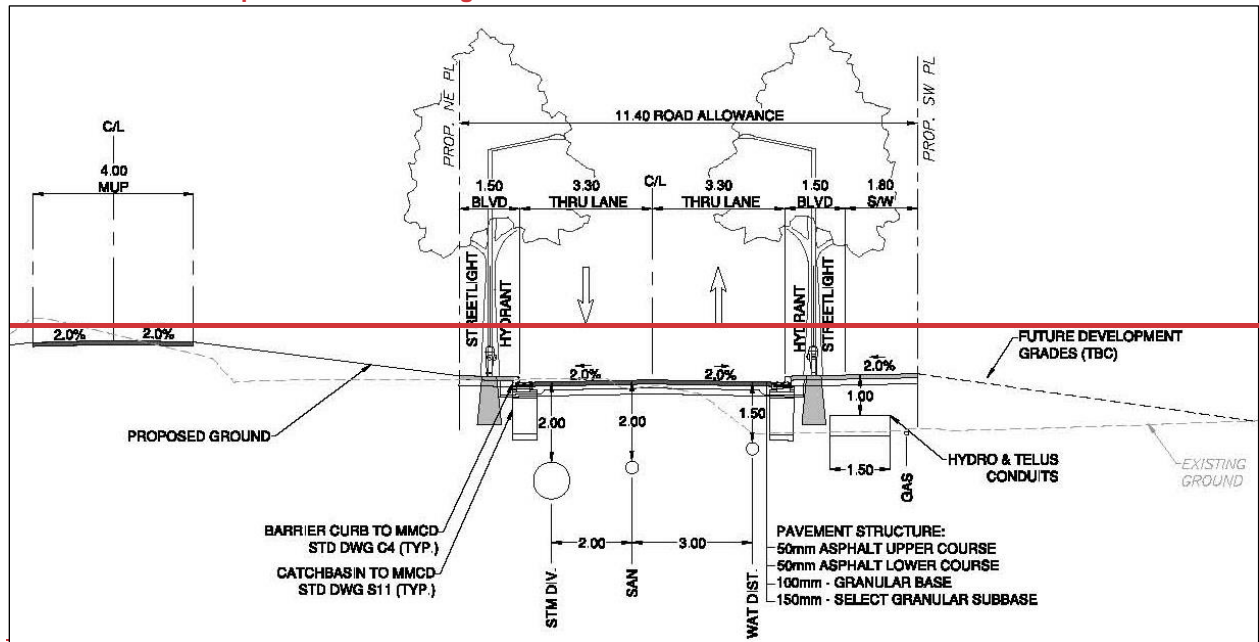 C/L
4.00
MUP
PROP. NE PL
11.40 ROAD ALLOWANCE
PROP. SW PL
1.50
BLVD
3.30
THRU LANE
C/L
3.30
THRU LANE
1.50
BLVD
1.80
S/W
STREETLIGHT
HYDRANT
HYDRANT
STREETLIGHT
2.0%
2.0%
2.0%
2.0%
2.0%
FUTURE DEVELOPMENT
GRADES (TBC)
PROPOSED GROUND
2.00
2.00
1.50
1.00
1.50
GAS
HYDRO & TELUS
CONDUITS
EXISTING
GROUND
BARRIER CURB TO MMCD
STD DWG C4 (TYP.)
CATCHBASIN TO MMCD
STD DWG S11 (TYP.)
2.00
3.00
STM DIV.
SAN
WAT DIST.
PAVEMENT STRUCTURE:
50mm ASPHALT UPPER COURSE
50mm ASPHALT LOWER COURSE
100mm - GRANULAR BASE
150mm - SELECT GRANULAR SUBBASE